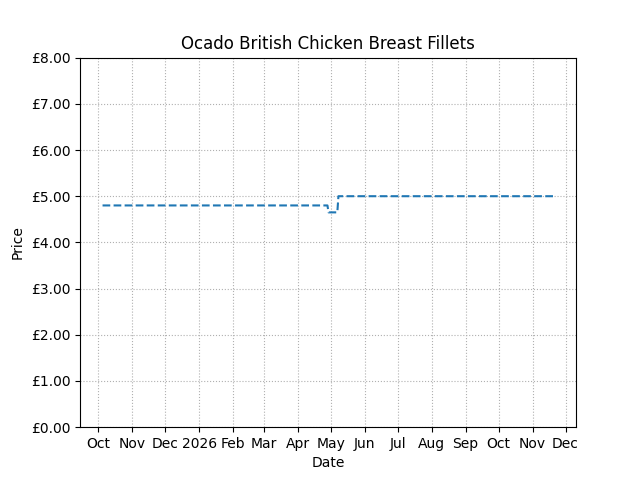 Ocado British Chicken Breast Fillets
£8.00
£7.00
£6.00
£5.00
£4.00
£3.00
£2.00
£1.00
£0.00
Price
Oct Nov Dec 2026 Feb Mar Apr May Jun Jul Aug Sep Oct Nov Dec
Date